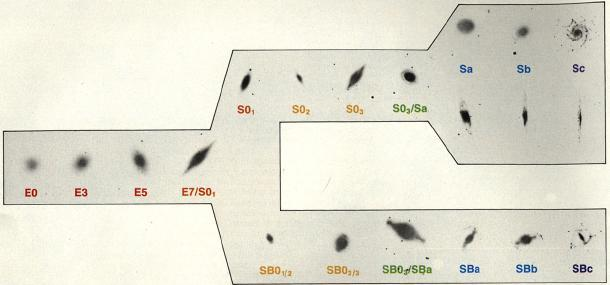 Sa Sb Sc
S0₁ S0₂ S0₃ S0₃/Sa
E0 E3 E5 E7/S0₁
SB0₁/₂ SB0₂/₃ SB0₃/SBa SBa SBb SBc